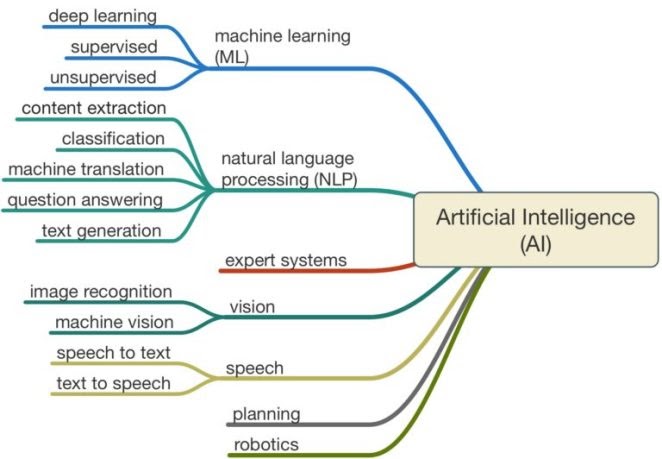 deep learning
supervised
unsupervised
machine learning
(ML)
content extraction
classification
machine translation
question answering
text generation
natural language
processing (NLP)
expert systems
image recognition
machine vision
vision
speech to text
text to speech
speech
planning
robotics
Artificial Intelligence
(AI)